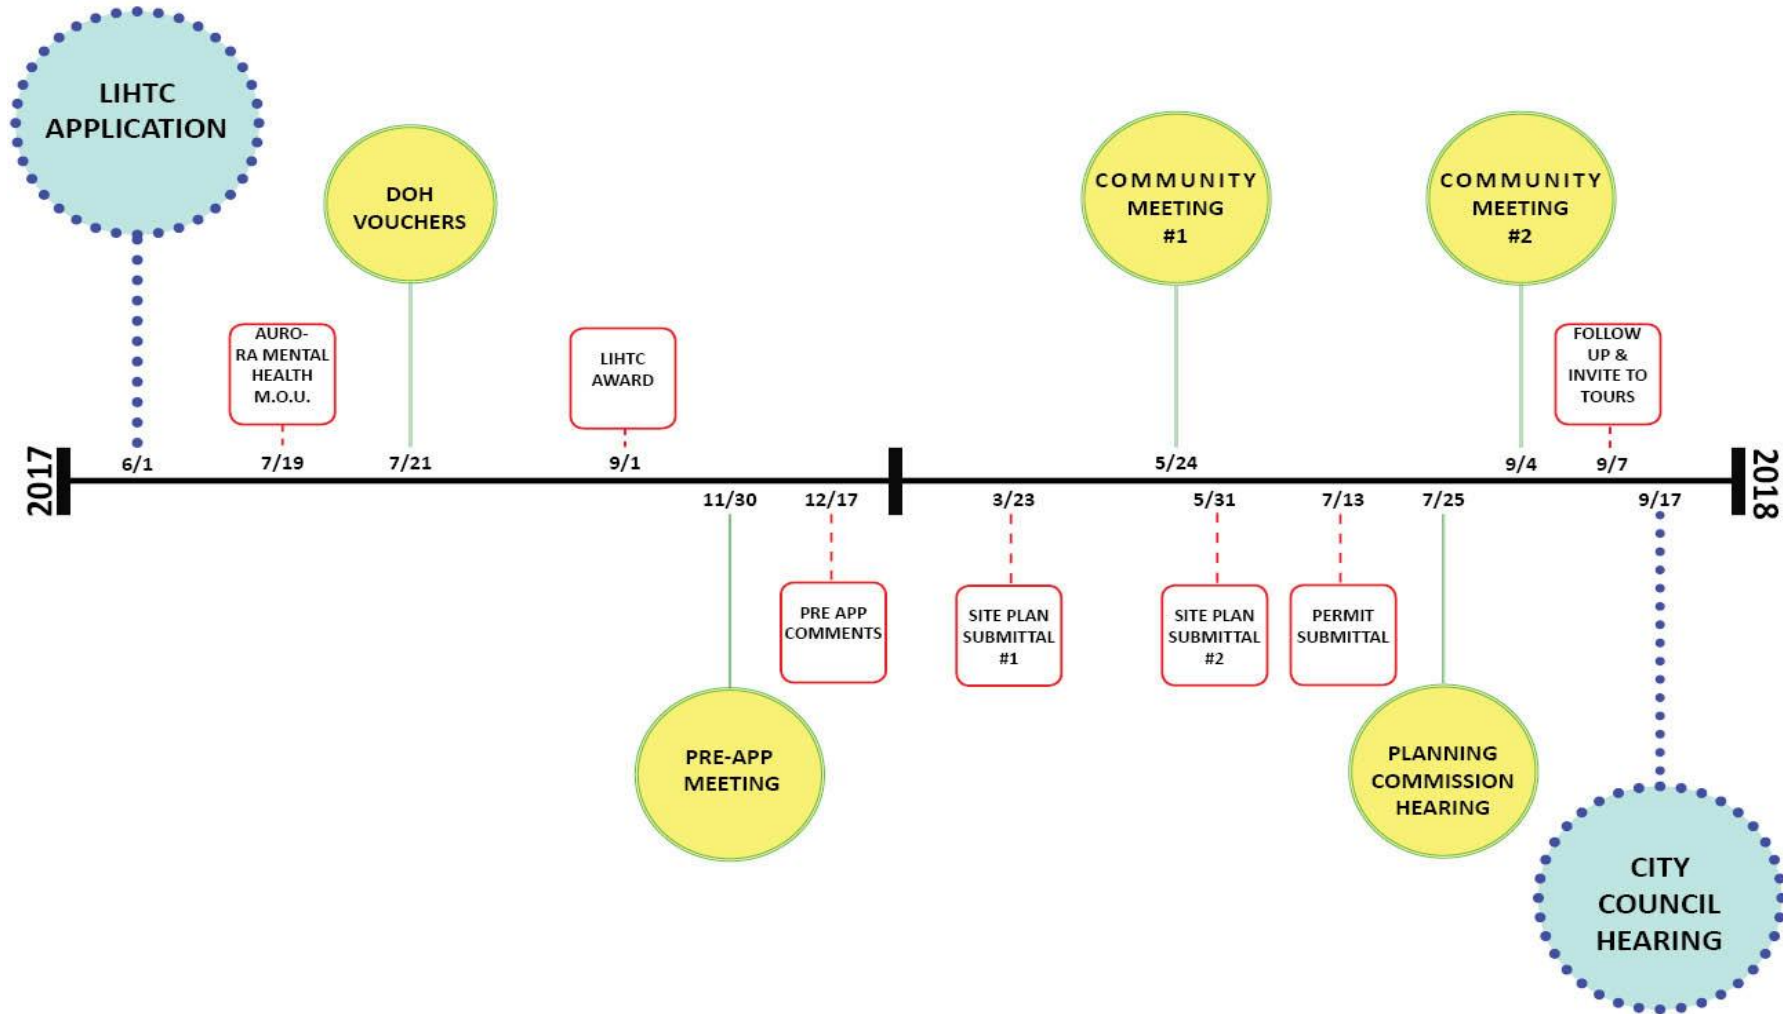 LIHTC
APPLICATION
DOH
VOUCHERS
COMMUNITY
MEETING
#1
COMMUNITY
MEETING
#2
AURO-
RA MENTAL
HEALTH
M.O.U.
LIHTC
AWARD
FOLLOW
UP &
INVITE TO
TOURS
2017
6/1
7/19
7/21
9/1
5/24
9/4
9/7
2018
11/30
12/17
3/23
5/31
7/13
7/25
9/17
PRE APP
COMMENTS
SITE PLAN
SUBMITTAL
#1
SITE PLAN
SUBMITTAL
#2
PERMIT
SUBMITTAL
PRE-APP
MEETING
PLANNING
COMMISSION
HEARING
CITY
COUNCIL
HEARING